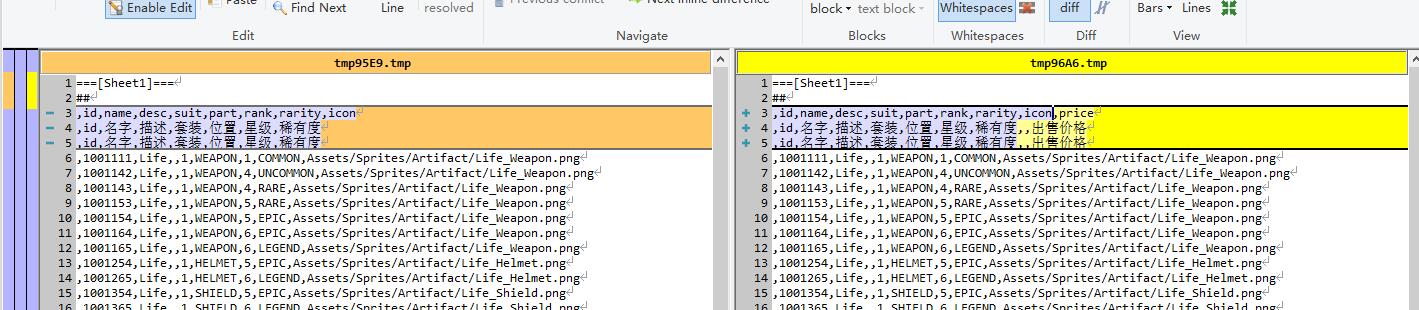 Enable Edit
Paste
Find Next
Line
resolved
Previous conflict
Next inline difference
block
text block
Whitespaces
diff
Bars
Lines
Edit
Navigate
Blocks
Whitespaces
Diff
View
tmp95E9.tmp
1 ===[Sheet1]===
2 ##
3 ,id,name,desc,suit,part,rank,rarity,icon
4 ,id,名字,描述,套装,位置,星级,稀有度
5 ,id,名字,描述,套装,位置,星级,稀有度
6 ,1001111,Life,,1,WEAPON,1,COMMON,Assets/Sprites/Artifact/Life_Weapon.png
7 ,1001142,Life,,1,WEAPON,4,UNCOMMON,Assets/Sprites/Artifact/Life_Weapon.png
8 ,1001143,Life,,1,WEAPON,4,RARE,Assets/Sprites/Artifact/Life_Weapon.png
9 ,1001153,Life,,1,WEAPON,5,RARE,Assets/Sprites/Artifact/Life_Weapon.png
10 ,1001154,Life,,1,WEAPON,5,EPIC,Assets/Sprites/Artifact/Life_Weapon.png
11 ,1001164,Life,,1,WEAPON,6,EPIC,Assets/Sprites/Artifact/Life_Weapon.png
12 ,1001165,Life,,1,WEAPON,6,LEGEND,Assets/Sprites/Artifact/Life_Weapon.png
13 ,1001254,Life,,1,HELMET,5,EPIC,Assets/Sprites/Artifact/Life_Helmet.png
14 ,1001265,Life,,1,HELMET,6,LEGEND,Assets/Sprites/Artifact/Life_Helmet.png
15 ,1001354,Life,,1,SHIELD,5,EPIC,Assets/Sprites/Artifact/Life_Shield.png
16 ,1001365,Life,,1,SHIELD,6,LEGEND,Assets/Sprites/Artifact/Life_Shield.png
tmp96A6.tmp
1 ===[Sheet1]===
2 ##
3 ,id,name,desc,suit,part,rank,rarity,icon,price
4 ,id,名字,描述,套装,位置,星级,稀有度,,出售价格
5 ,id,名字,描述,套装,位置,星级,稀有度,,出售价格
6 ,1001111,Life,,1,WEAPON,1,COMMON,Assets/Sprites/Artifact/Life_Weapon.png
7 ,1001142,Life,,1,WEAPON,4,UNCOMMON,Assets/Sprites/Artifact/Life_Weapon.png
8 ,1001143,Life,,1,WEAPON,4,RARE,Assets/Sprites/Artifact/Life_Weapon.png
9 ,1001153,Life,,1,WEAPON,5,RARE,Assets/Sprites/Artifact/Life_Weapon.png
10 ,1001154,Life,,1,WEAPON,5,EPIC,Assets/Sprites/Artifact/Life_Weapon.png
11 ,1001164,Life,,1,WEAPON,6,EPIC,Assets/Sprites/Artifact/Life_Weapon.png
12 ,1001165,Life,,1,WEAPON,6,LEGEND,Assets/Sprites/Artifact/Life_Weapon.png
13 ,1001254,Life,,1,HELMET,5,EPIC,Assets/Sprites/Artifact/Life_Helmet.png
14 ,1001265,Life,,1,HELMET,6,LEGEND,Assets/Sprites/Artifact/Life_Helmet.png
15 ,1001354,Life,,1,SHIELD,5,EPIC,Assets/Sprites/Artifact/Life_Shield.png
16 ,1001365,Life,,1,SHIELD,6,LEGEND,Assets/Sprites/Artifact/Life_Shield.png